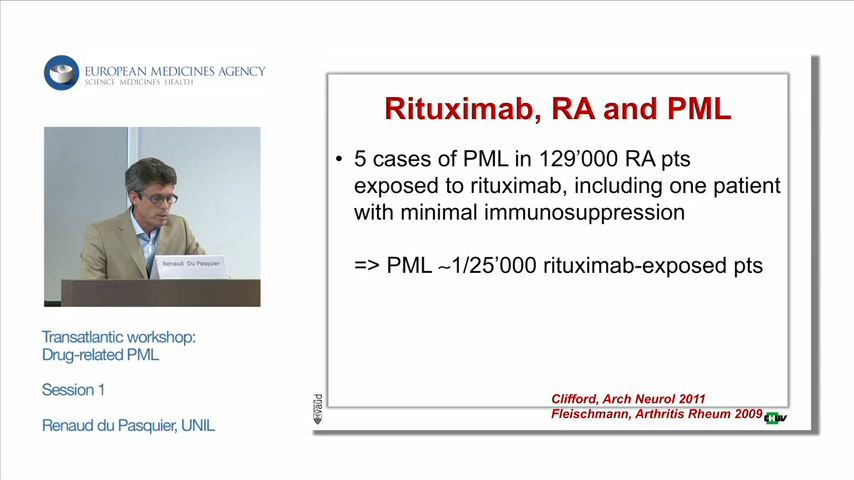 EUROPEAN MEDICINES AGENCY
SCIENCE MEDICINES HEALTH
Renaud Du Pasquier
Transatlantic workshop:
Drug-related PML
Session 1
Renaud du Pasquier, UNIL
Rituximab, RA and PML
• 5 cases of PML in 129’000 RA pts
exposed to rituximab, including one patient
with minimal immunosuppression
=> PML ~1/25’000 rituximab-exposed pts
Clifford, Arch Neurol 2011
Fleischmann, Arthritis Rheum 2009
vaud
CHUV